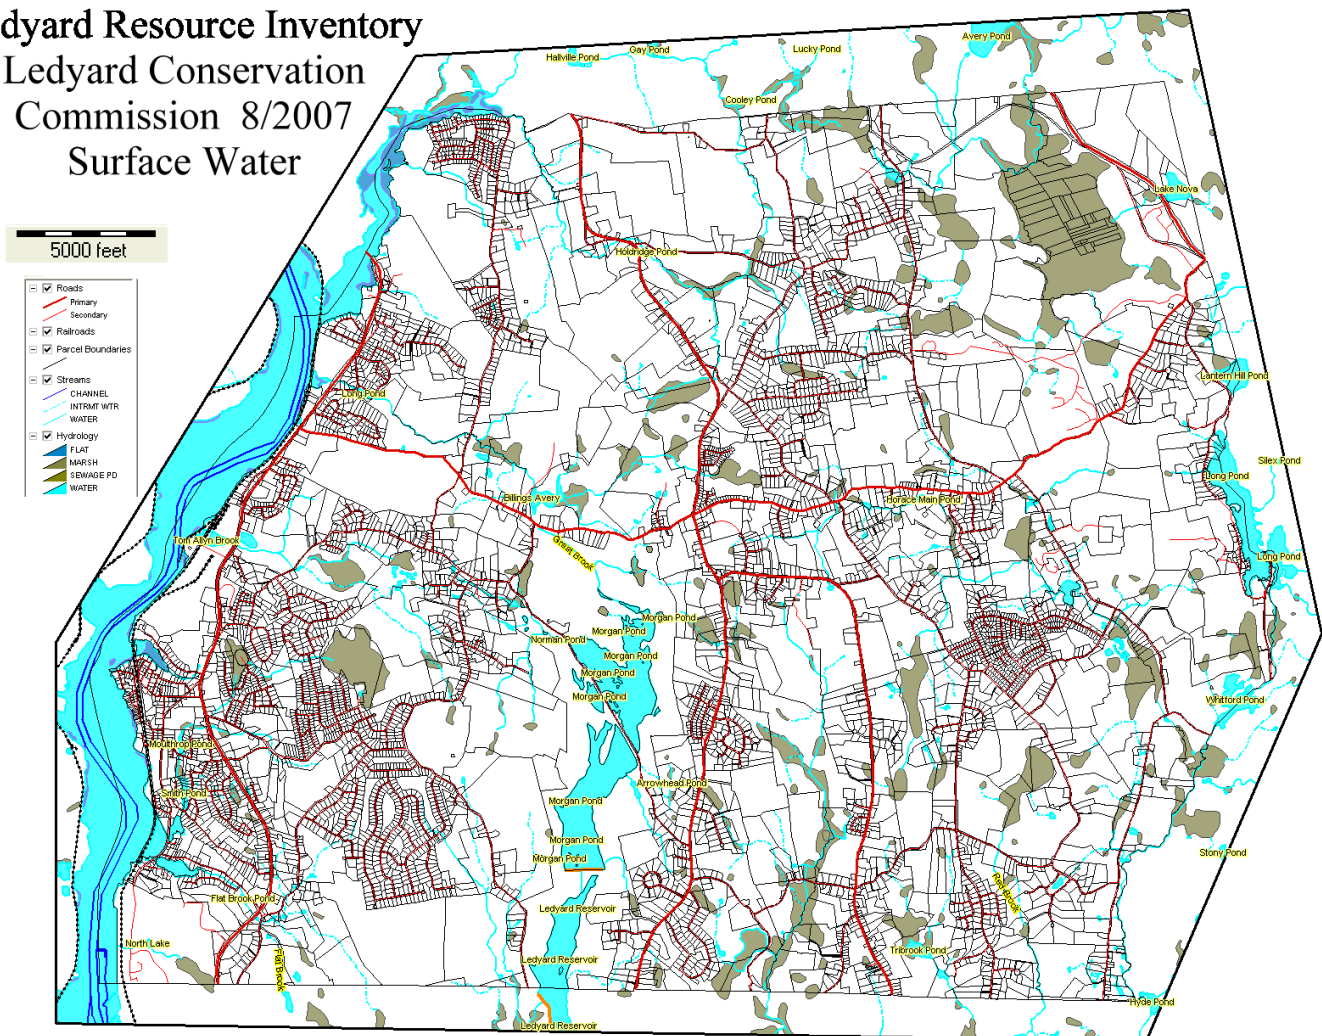 dyard Resource Inventory
Ledyard Conservation
Commission 8/2007
Surface Water
5000 feet
Roads
Primary
Secondary
Railroads
Parcel Boundaries
Streams
CHANNEL
INTRMT WTR
WATER
Hydrology
FLAT
MARSH
SEWAGE PD
WATER
Hallville Pond
Gay Pond
Lucky Pond
Avery Pond
Cooley Pond
Lake Nova
Holdridge Pond
Lantern Hill Pond
Long Pond
Silex Pond
Long Pond
Billings Avery
Horace Main Pond
Tom Allyn Brook
Great Brook
Long Pond
Morgan Pond
Morgan Pond
Norman Pond
Morgan Pond
Morgan Pond
Morgan Pond
Whitford Pond
Moulthrop Pond
Arrowhead Pond
Smith Pond
Morgan Pond
Morgan Pond
Morgan Pond
Stony Pond
Red Brook
Flat Brook Pond
Ledyard Reservoir
North Lake
Flat Brook
Ledyard Reservoir
Tribrook Pond
Hyde Pond
Ledyard Reservoir